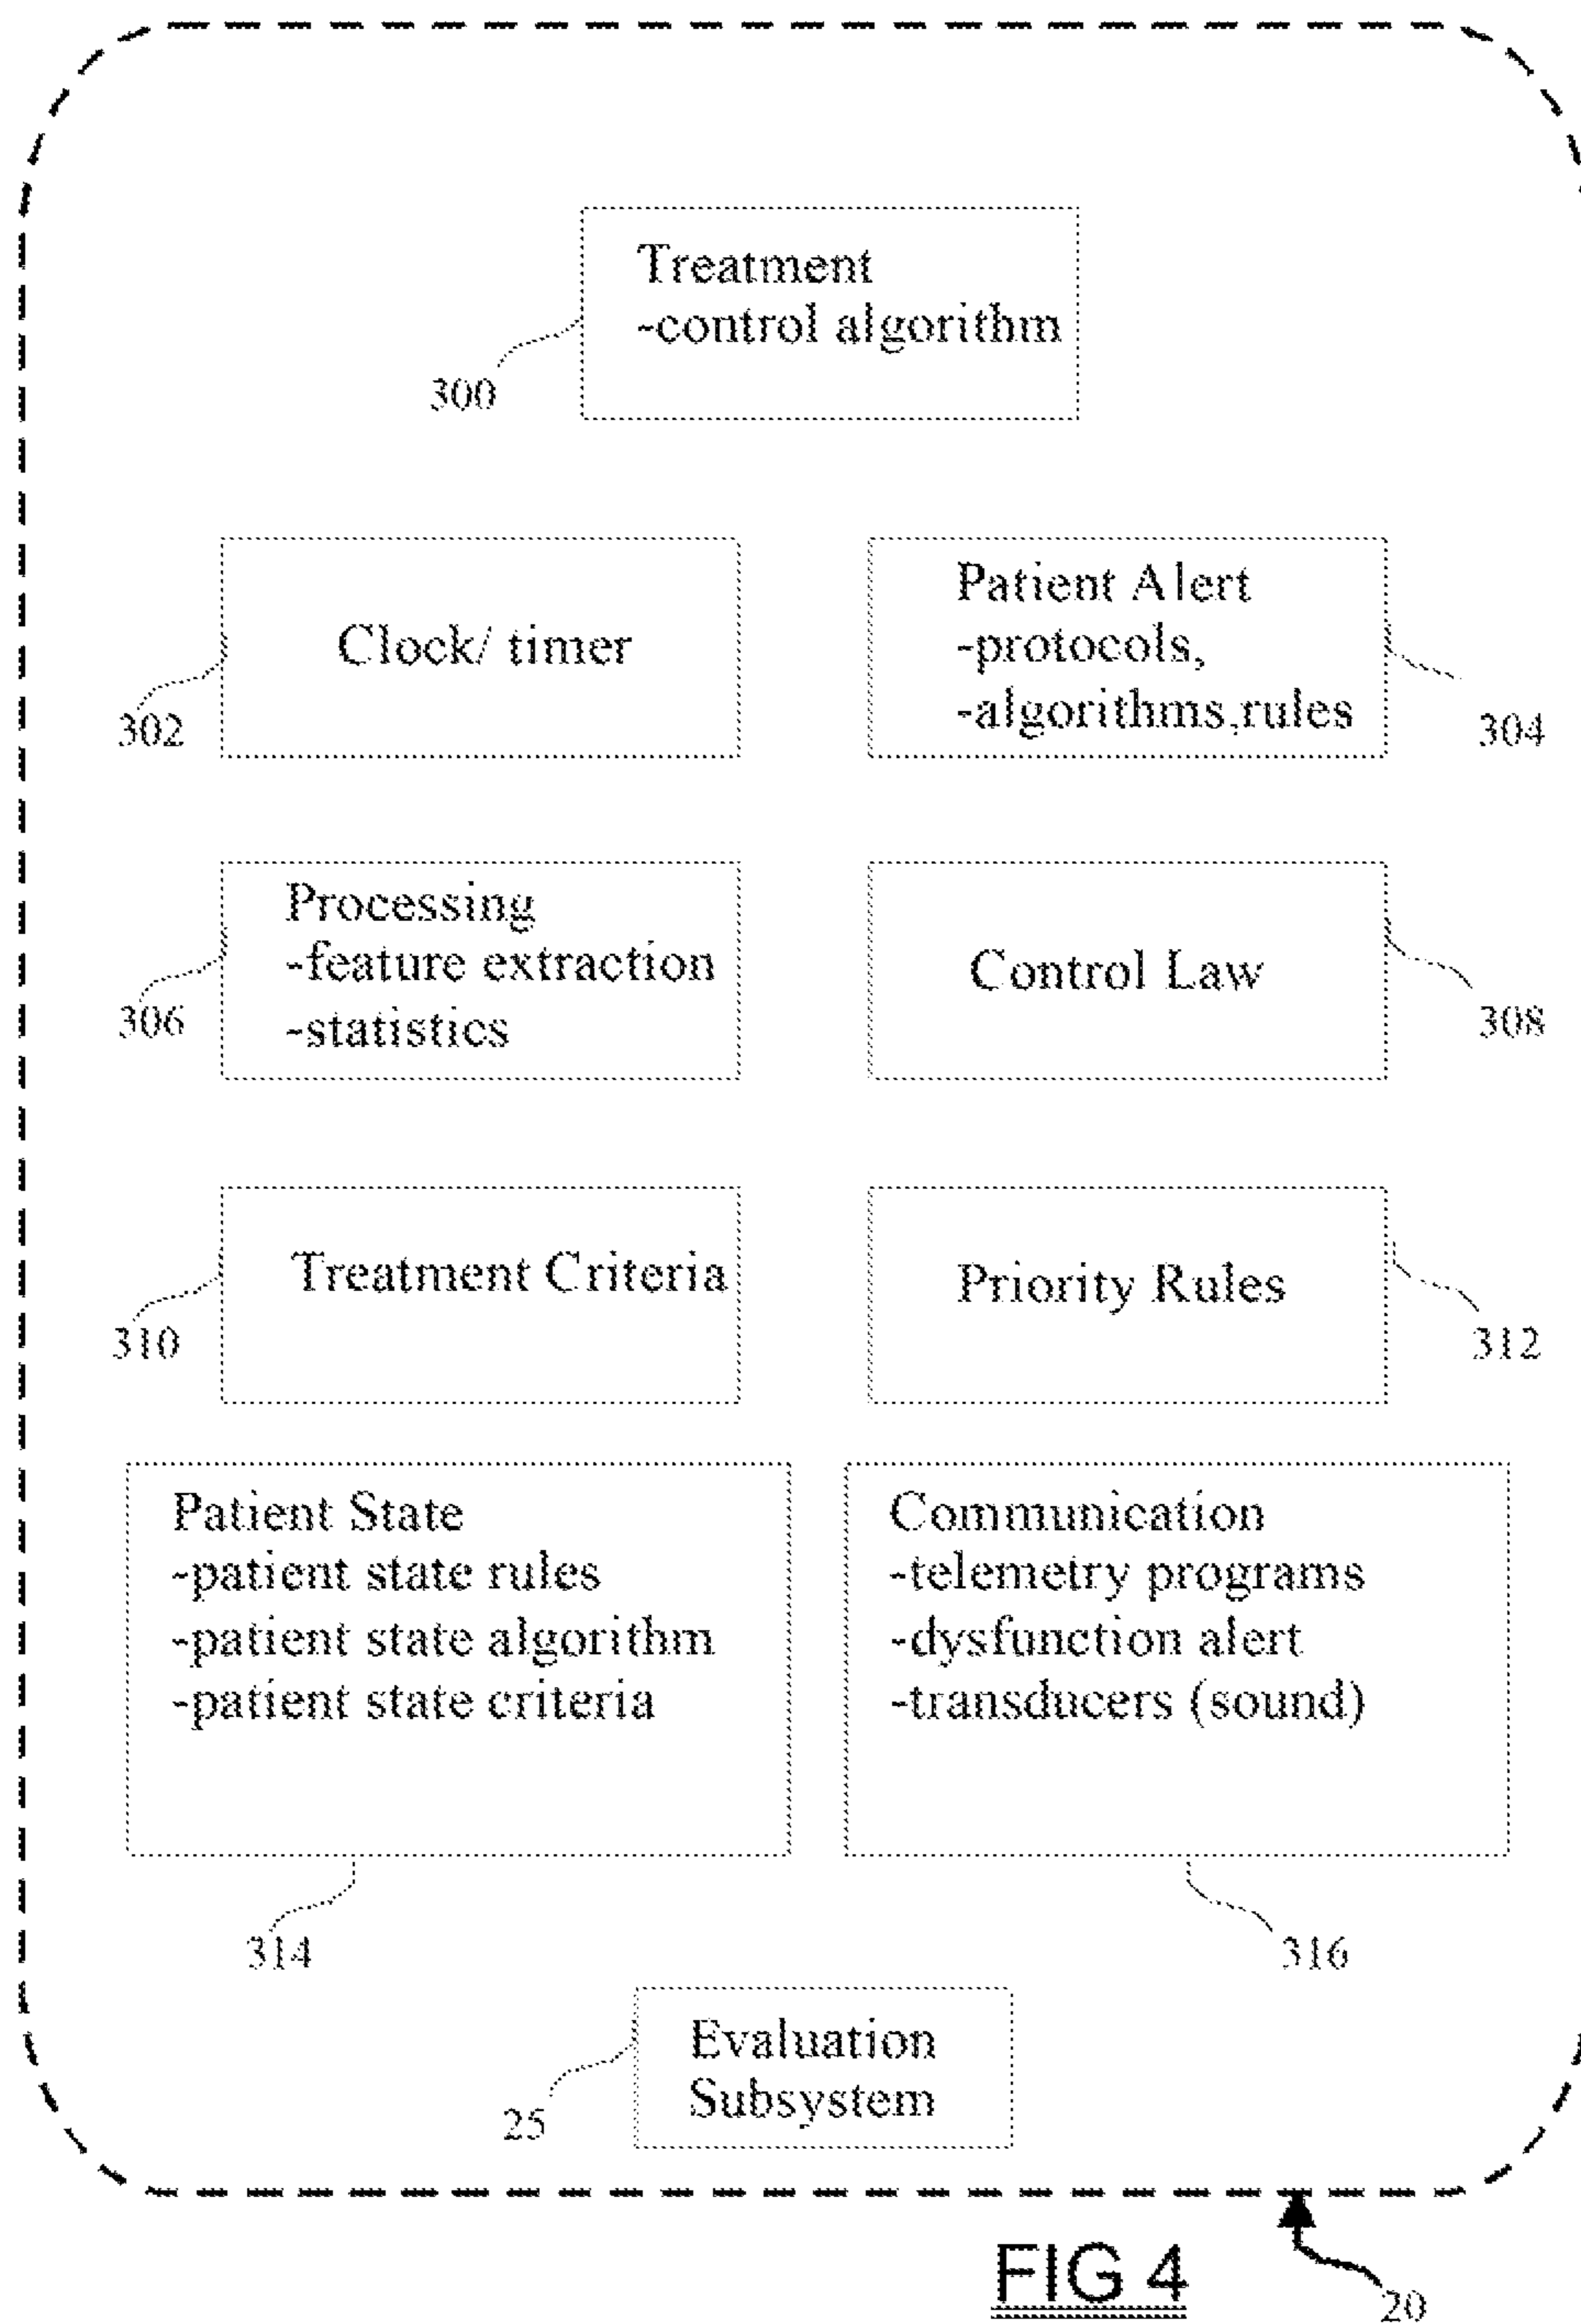 Treatment
-control algorithm
300
Clock/ timer
302
Patient Alert
-protocols,
-algorithms,rules
304
Processing
-feature extraction
-statistics
306
Control Law
308
Treatment Criteria
310
Priority Rules
312
Patient State
-patient state rules
-patient state algorithm
-patient state criteria
314
Communication
-telemetry programs
-dysfunction alert
-transducers (sound)
316
Evaluation
Subsystem
25
FIG 4
20